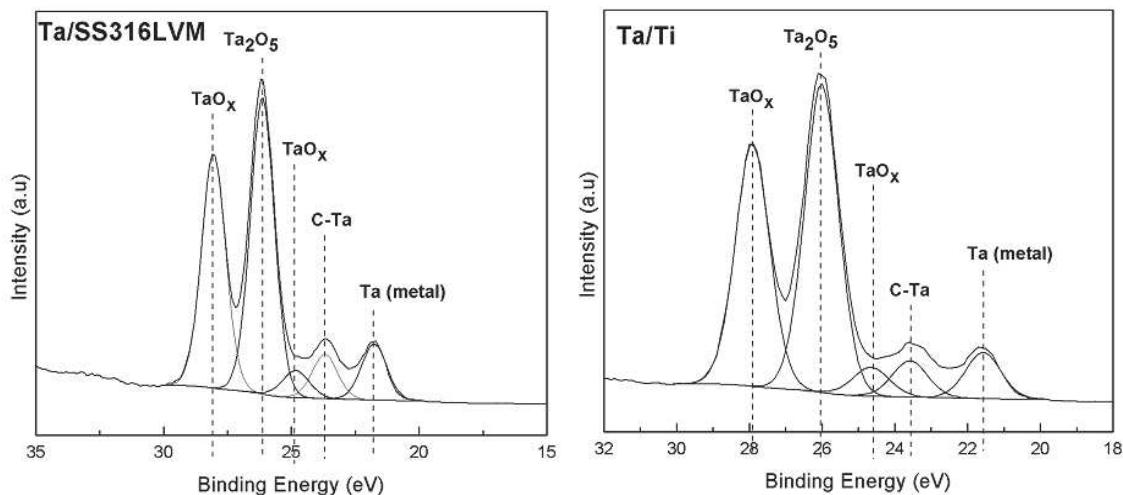 Ta/SS316LVM
Ta₂O₅
TaOₓ
TaOₓ
C-Ta
Ta (metal)
Intensity (a.u)
35 30 25 20 15
Binding Energy (eV)
Ta/Ti
Ta₂O₅
TaOₓ
TaOₓ
Ta (metal)
C-Ta
Intensity (a.u)
32 30 28 26 24 22 20 18
Binding Energy (eV)